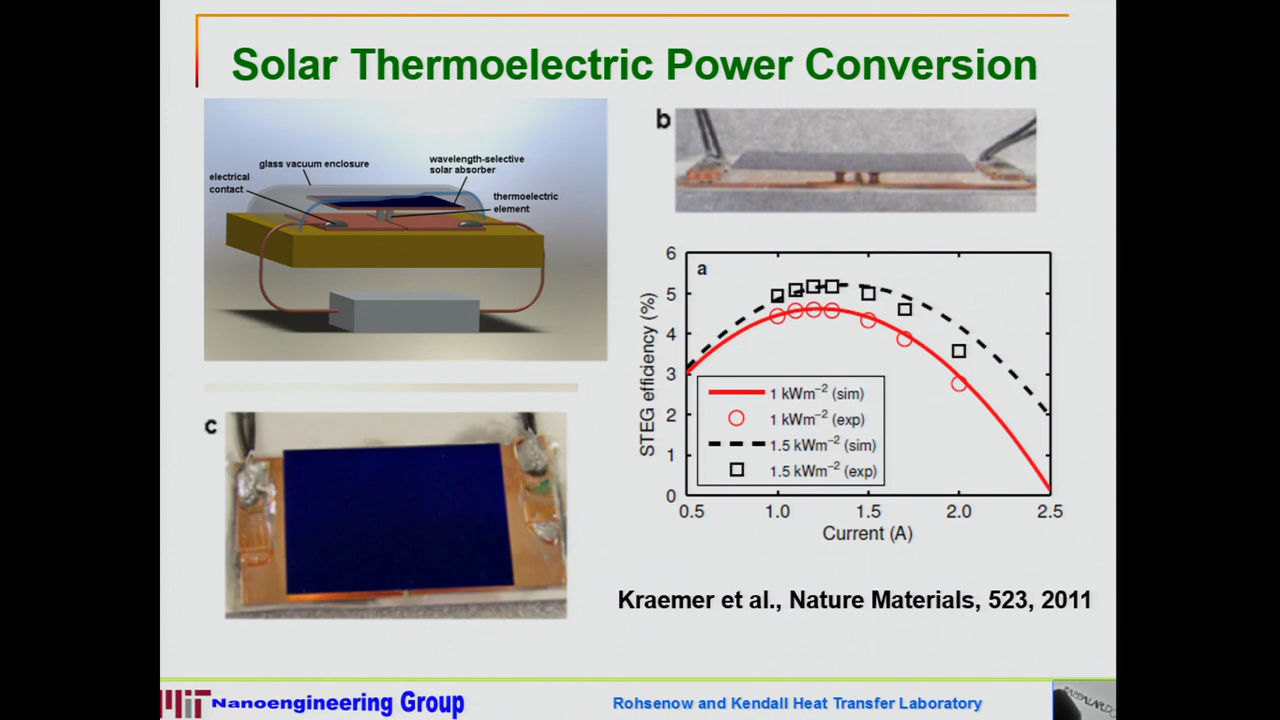 Solar Thermoelectric Power Conversion
glass vacuum enclosure
wavelength-selective
solar absorber
electrical
contact
thermoelectric
element
b
c
a
STEG efficiency (%)
6
5
4
3
2
1
0
1 kWm⁻² (sim)
1 kWm⁻² (exp)
1.5 kWm⁻² (sim)
1.5 kWm⁻² (exp)
0.5 1.0 1.5 2.0 2.5
Current (A)
Kraemer et al., Nature Materials, 523, 2011
MIT Nanoengineering Group
Rohsenow and Kendall Heat Transfer Laboratory